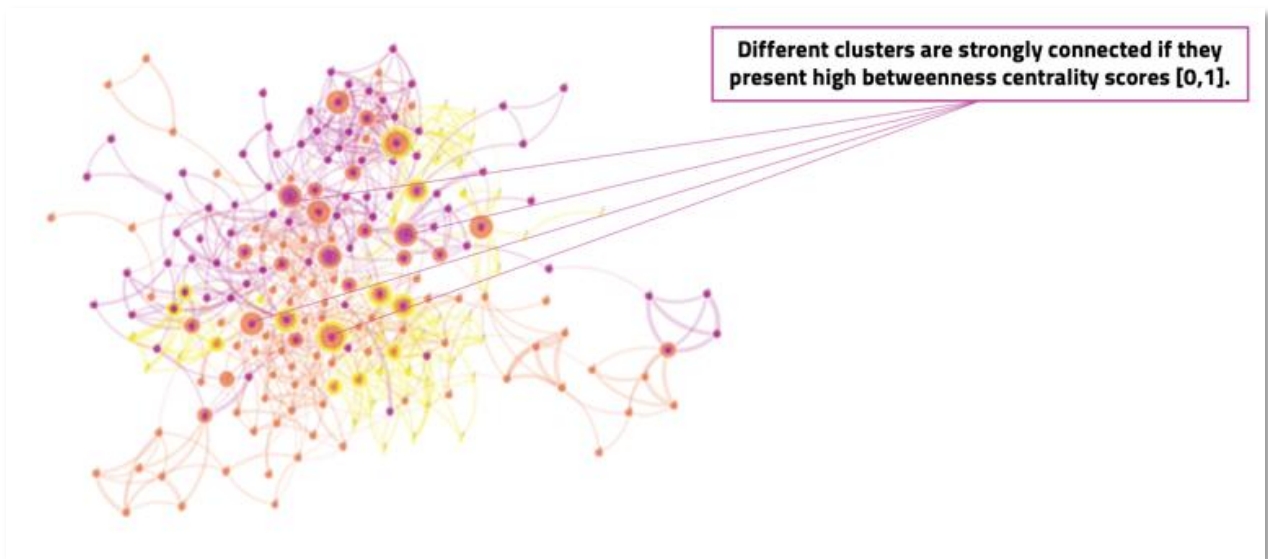 Different clusters are strongly connected if they
present high betweenness centrality scores [0,1].